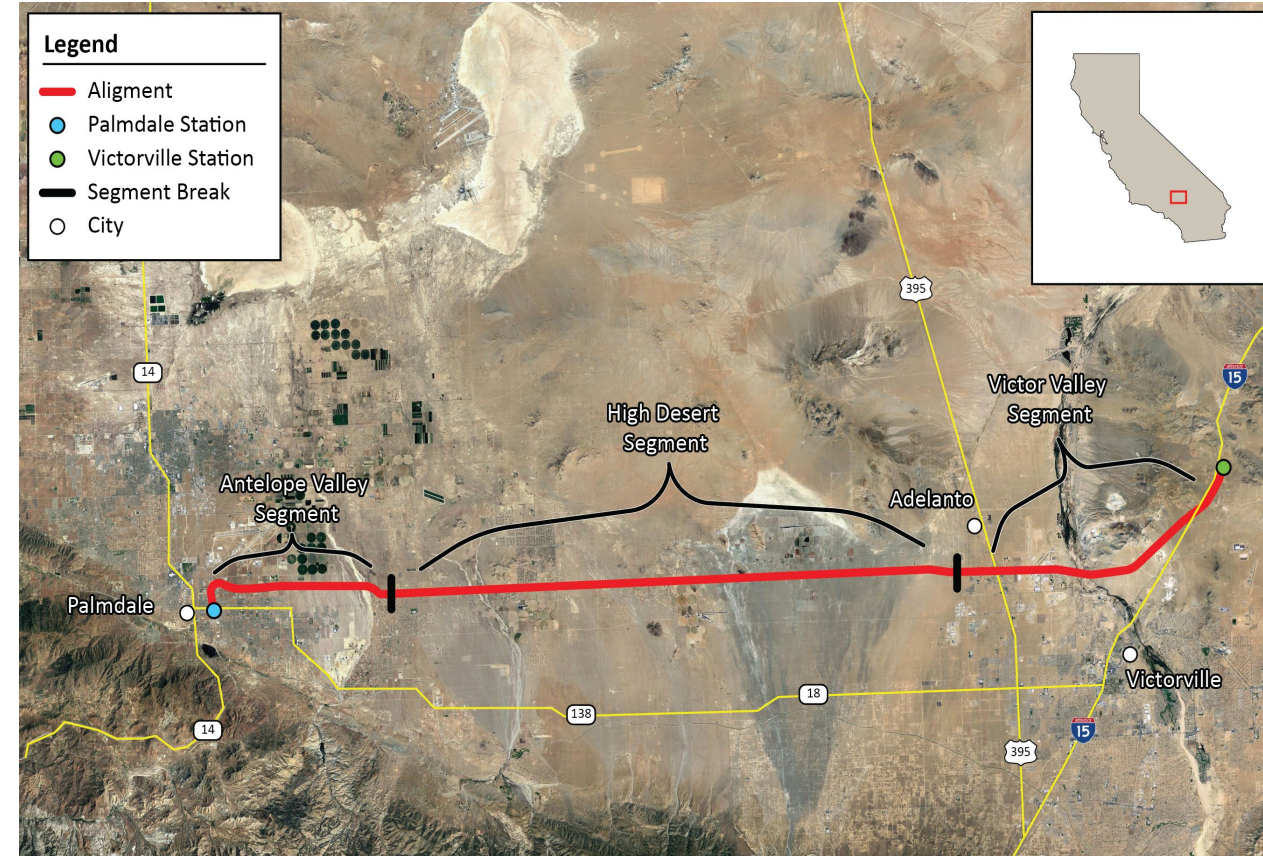 Legend
Aligment
Palmdale Station
Victorville Station
Segment Break
City
395
14
15
Victor Valley
Segment
High Desert
Segment
Antelope Valley
Segment
Adelanto
Palmdale
Victorville
18
138
14
15
395